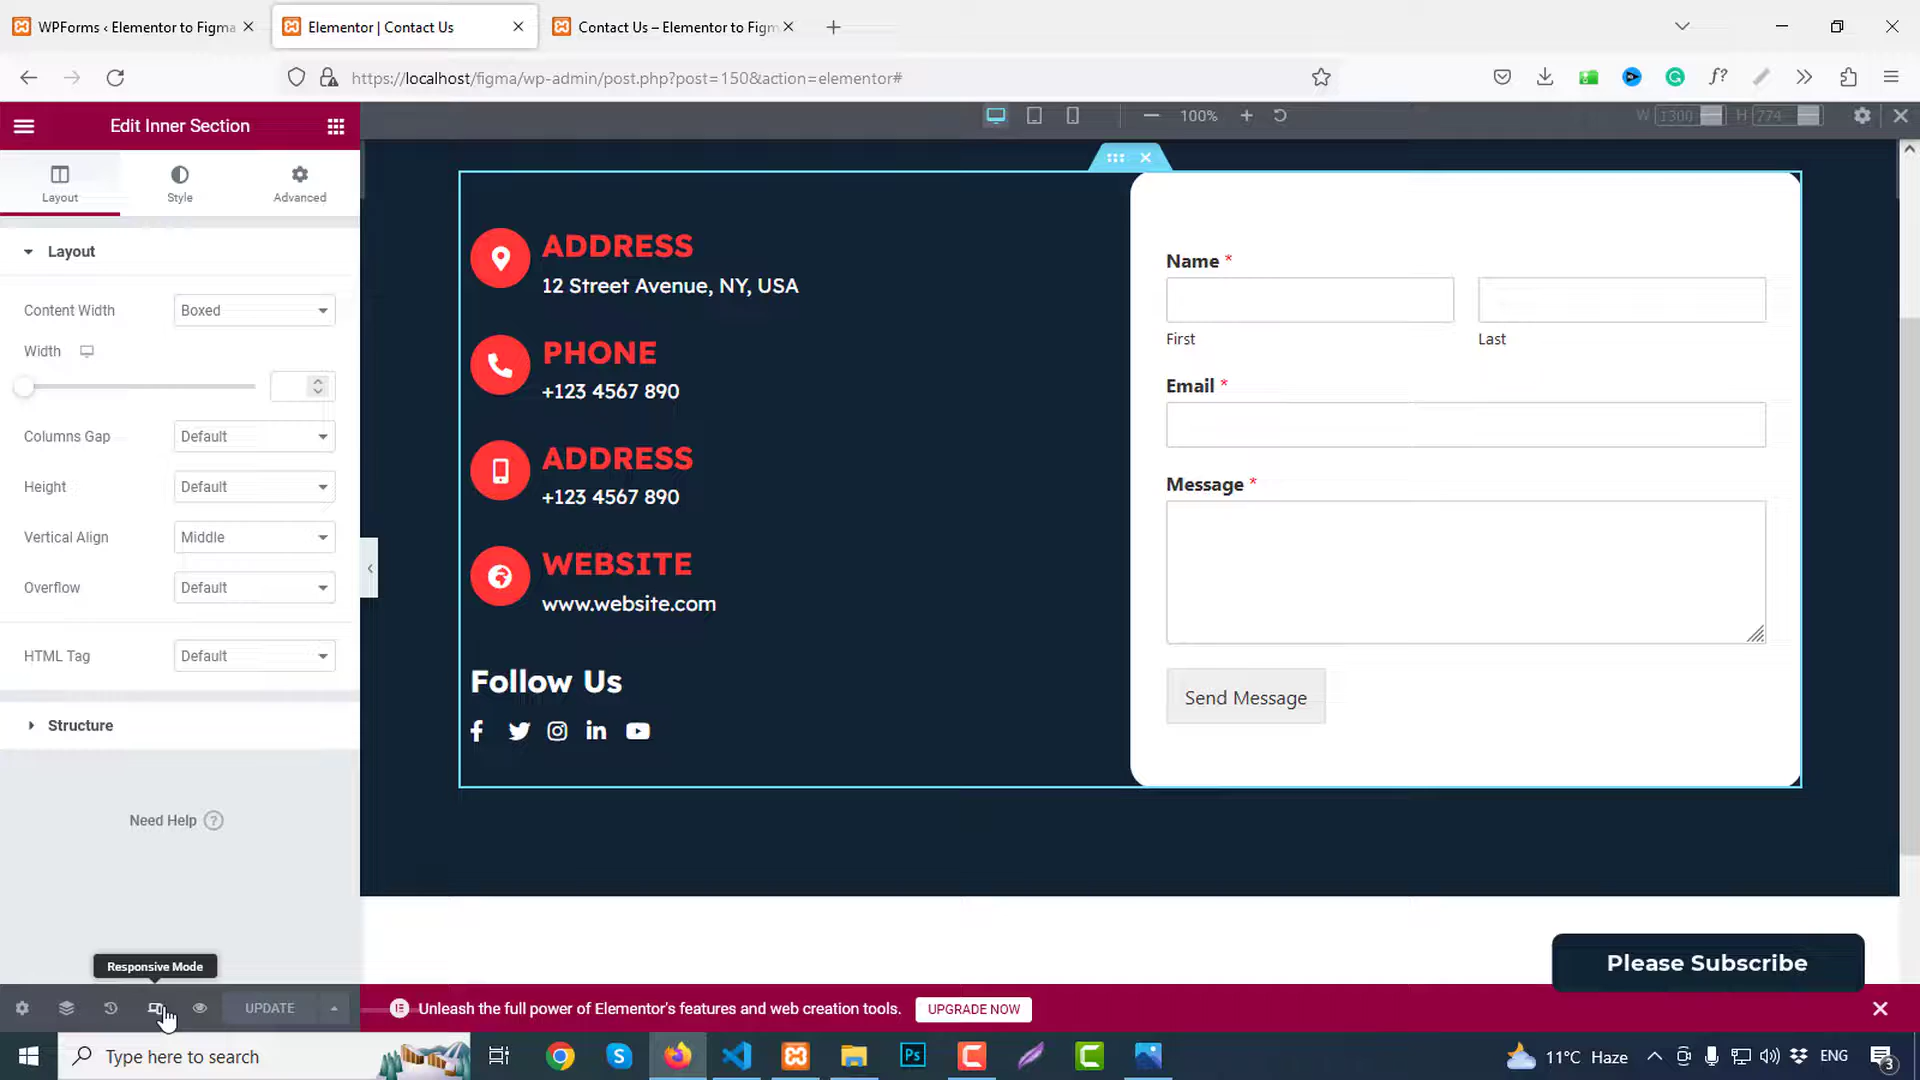 WPForms ‹ Elementor to Figma
Elementor | Contact Us
Contact Us – Elementor to Figm
https://localhost/figma/wp-admin/post.php?post=150&action=elementor#
f?
Edit Inner Section
100%
W 1300 H 774
Layout
Style
Advanced
Layout
Content Width
Boxed
Width
Columns Gap
Default
Height
Default
Vertical Align
Middle
Overflow
Default
HTML Tag
Default
Structure
Need Help ?
Responsive Mode
UPDATE
ADDRESS
12 Street Avenue, NY, USA
PHONE
+123 4567 890
ADDRESS
+123 4567 890
WEBSITE
www.website.com
Follow Us
Name *
First
Last
Email *
Message *
Send Message
Please Subscribe
Unleash the full power of Elementor's features and web creation tools.
UPGRADE NOW
Type here to search
Ps
11°C Haze
ENG
3